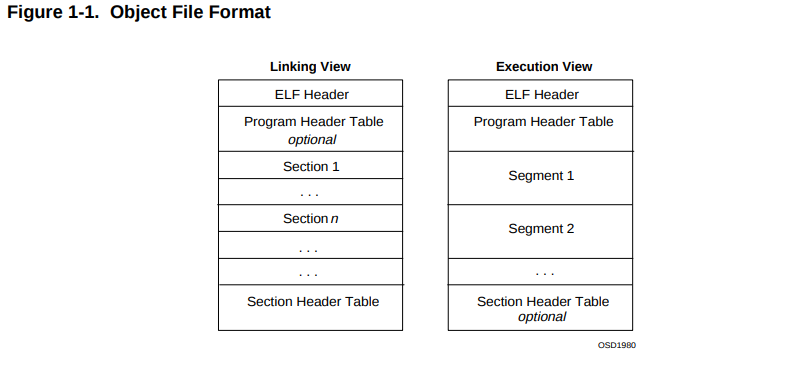 Figure 1-1. Object File Format
Linking View
ELF Header
Program Header Table
optional
Section 1
. . .
Section n
. . .
. . .
Section Header Table
Execution View
ELF Header
Program Header Table
Segment 1
Segment 2
. . .
Section Header Table
optional
OSD1980